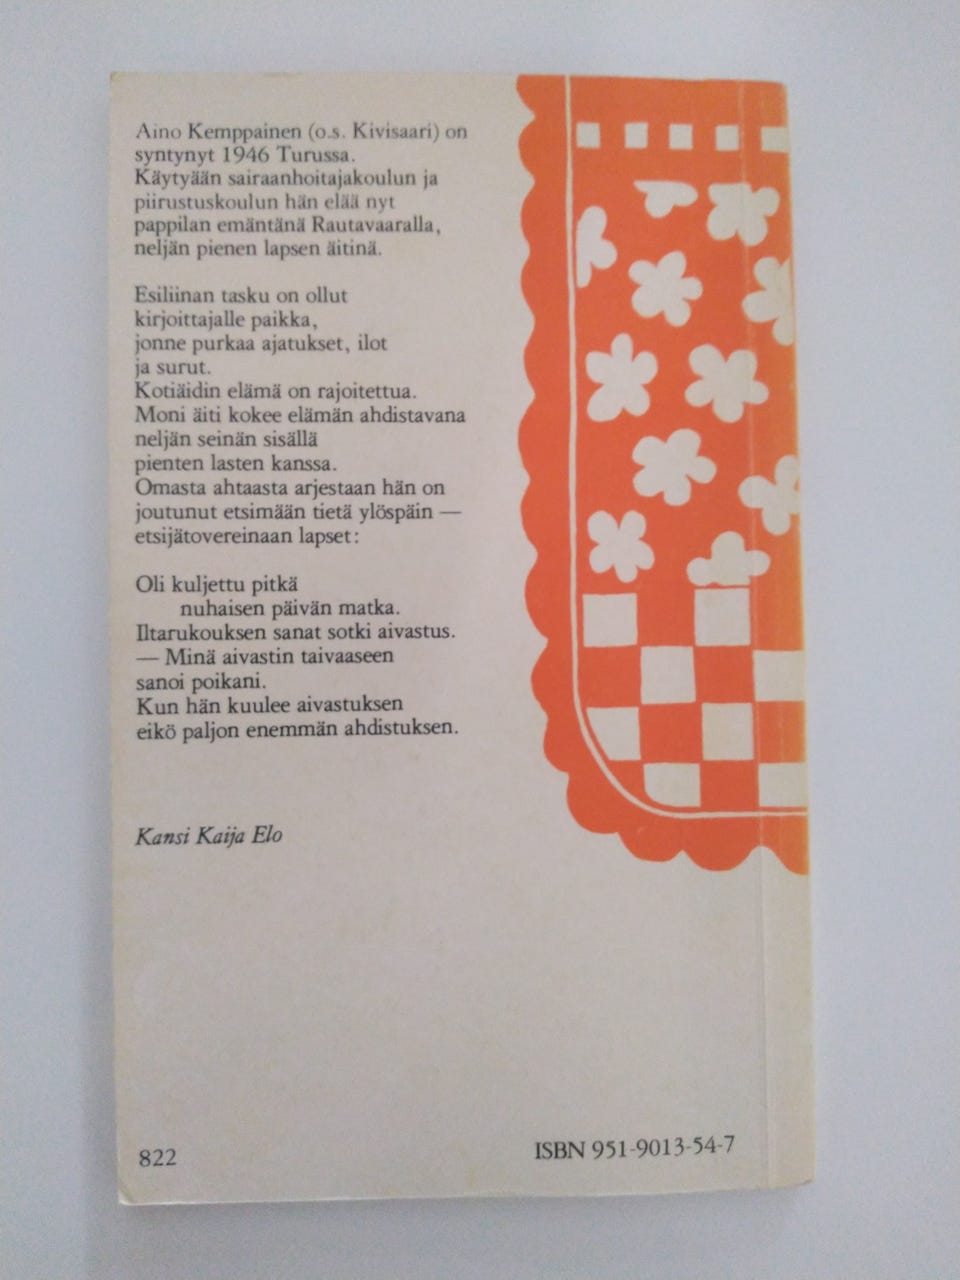 Aino Kemppainen (o.s. Kivisaari) on
syntynyt 1946 Turussa.
Käytyään sairaanhoitajakoulun ja
piirustuskoulun hän elää nyt
pappilan emäntänä Rautavaaralla,
neljän pienen lapsen äitinä.
Esiliinan tasku on ollut
kirjoittajalle paikka,
jonne purkaa ajatukset, ilot
ja surut.
Kotiäidin elämä on rajoitettua.
Moni äiti kokee elämän ahdistavana
neljän seinän sisällä
pienten lasten kanssa.
Omasta ahtaasta arjestaan hän on
joutunut etsimään tietä ylöspäin —
etsijätovereinaan lapset:
Oli kuljettu pitkä
nuhaisen päivän matka.
Iltarukouksen sanat sotki aivastus.
— Minä aivastin taivaaseen
sanoi poikani.
Kun hän kuulee aivastuksen
eikö paljon enemmän ahdistuksen.
Kansi Kaija Elo
822
ISBN 951-9013-54-7